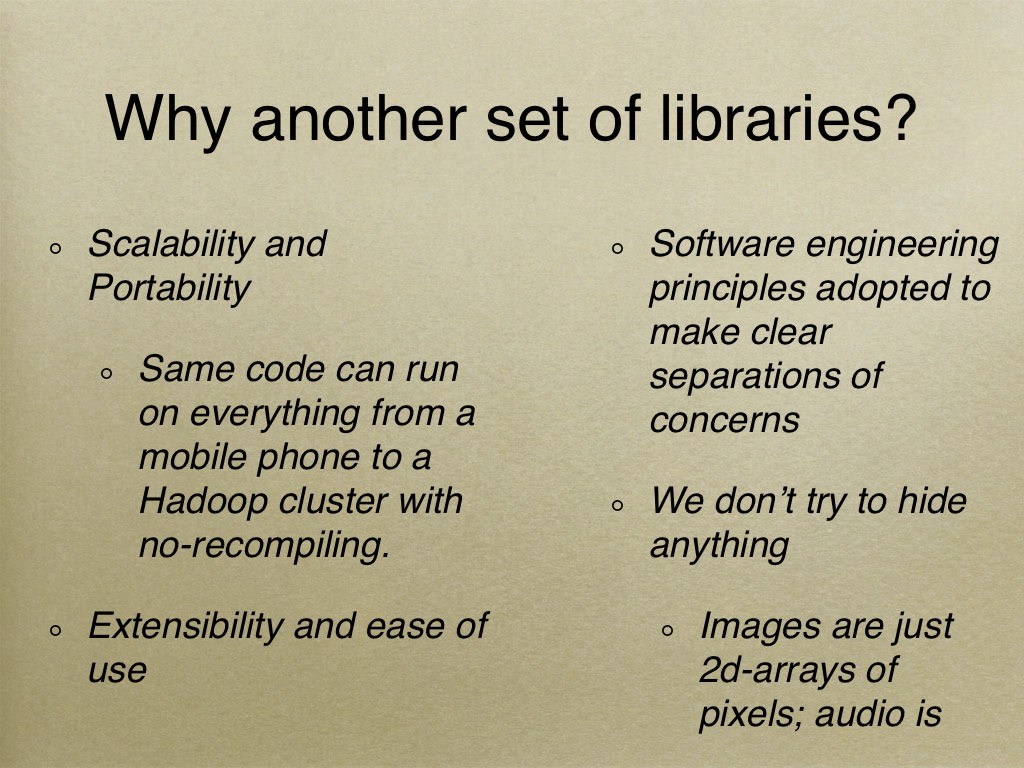 Why another set of libraries?
Scalability and
Portability
Same code can run
on everything from a
mobile phone to a
Hadoop cluster with
no-recompiling.
Extensibility and ease of
use
Software engineering
principles adopted to
make clear
separations of
concerns
We don’t try to hide
anything
Images are just
2d-arrays of
pixels; audio is